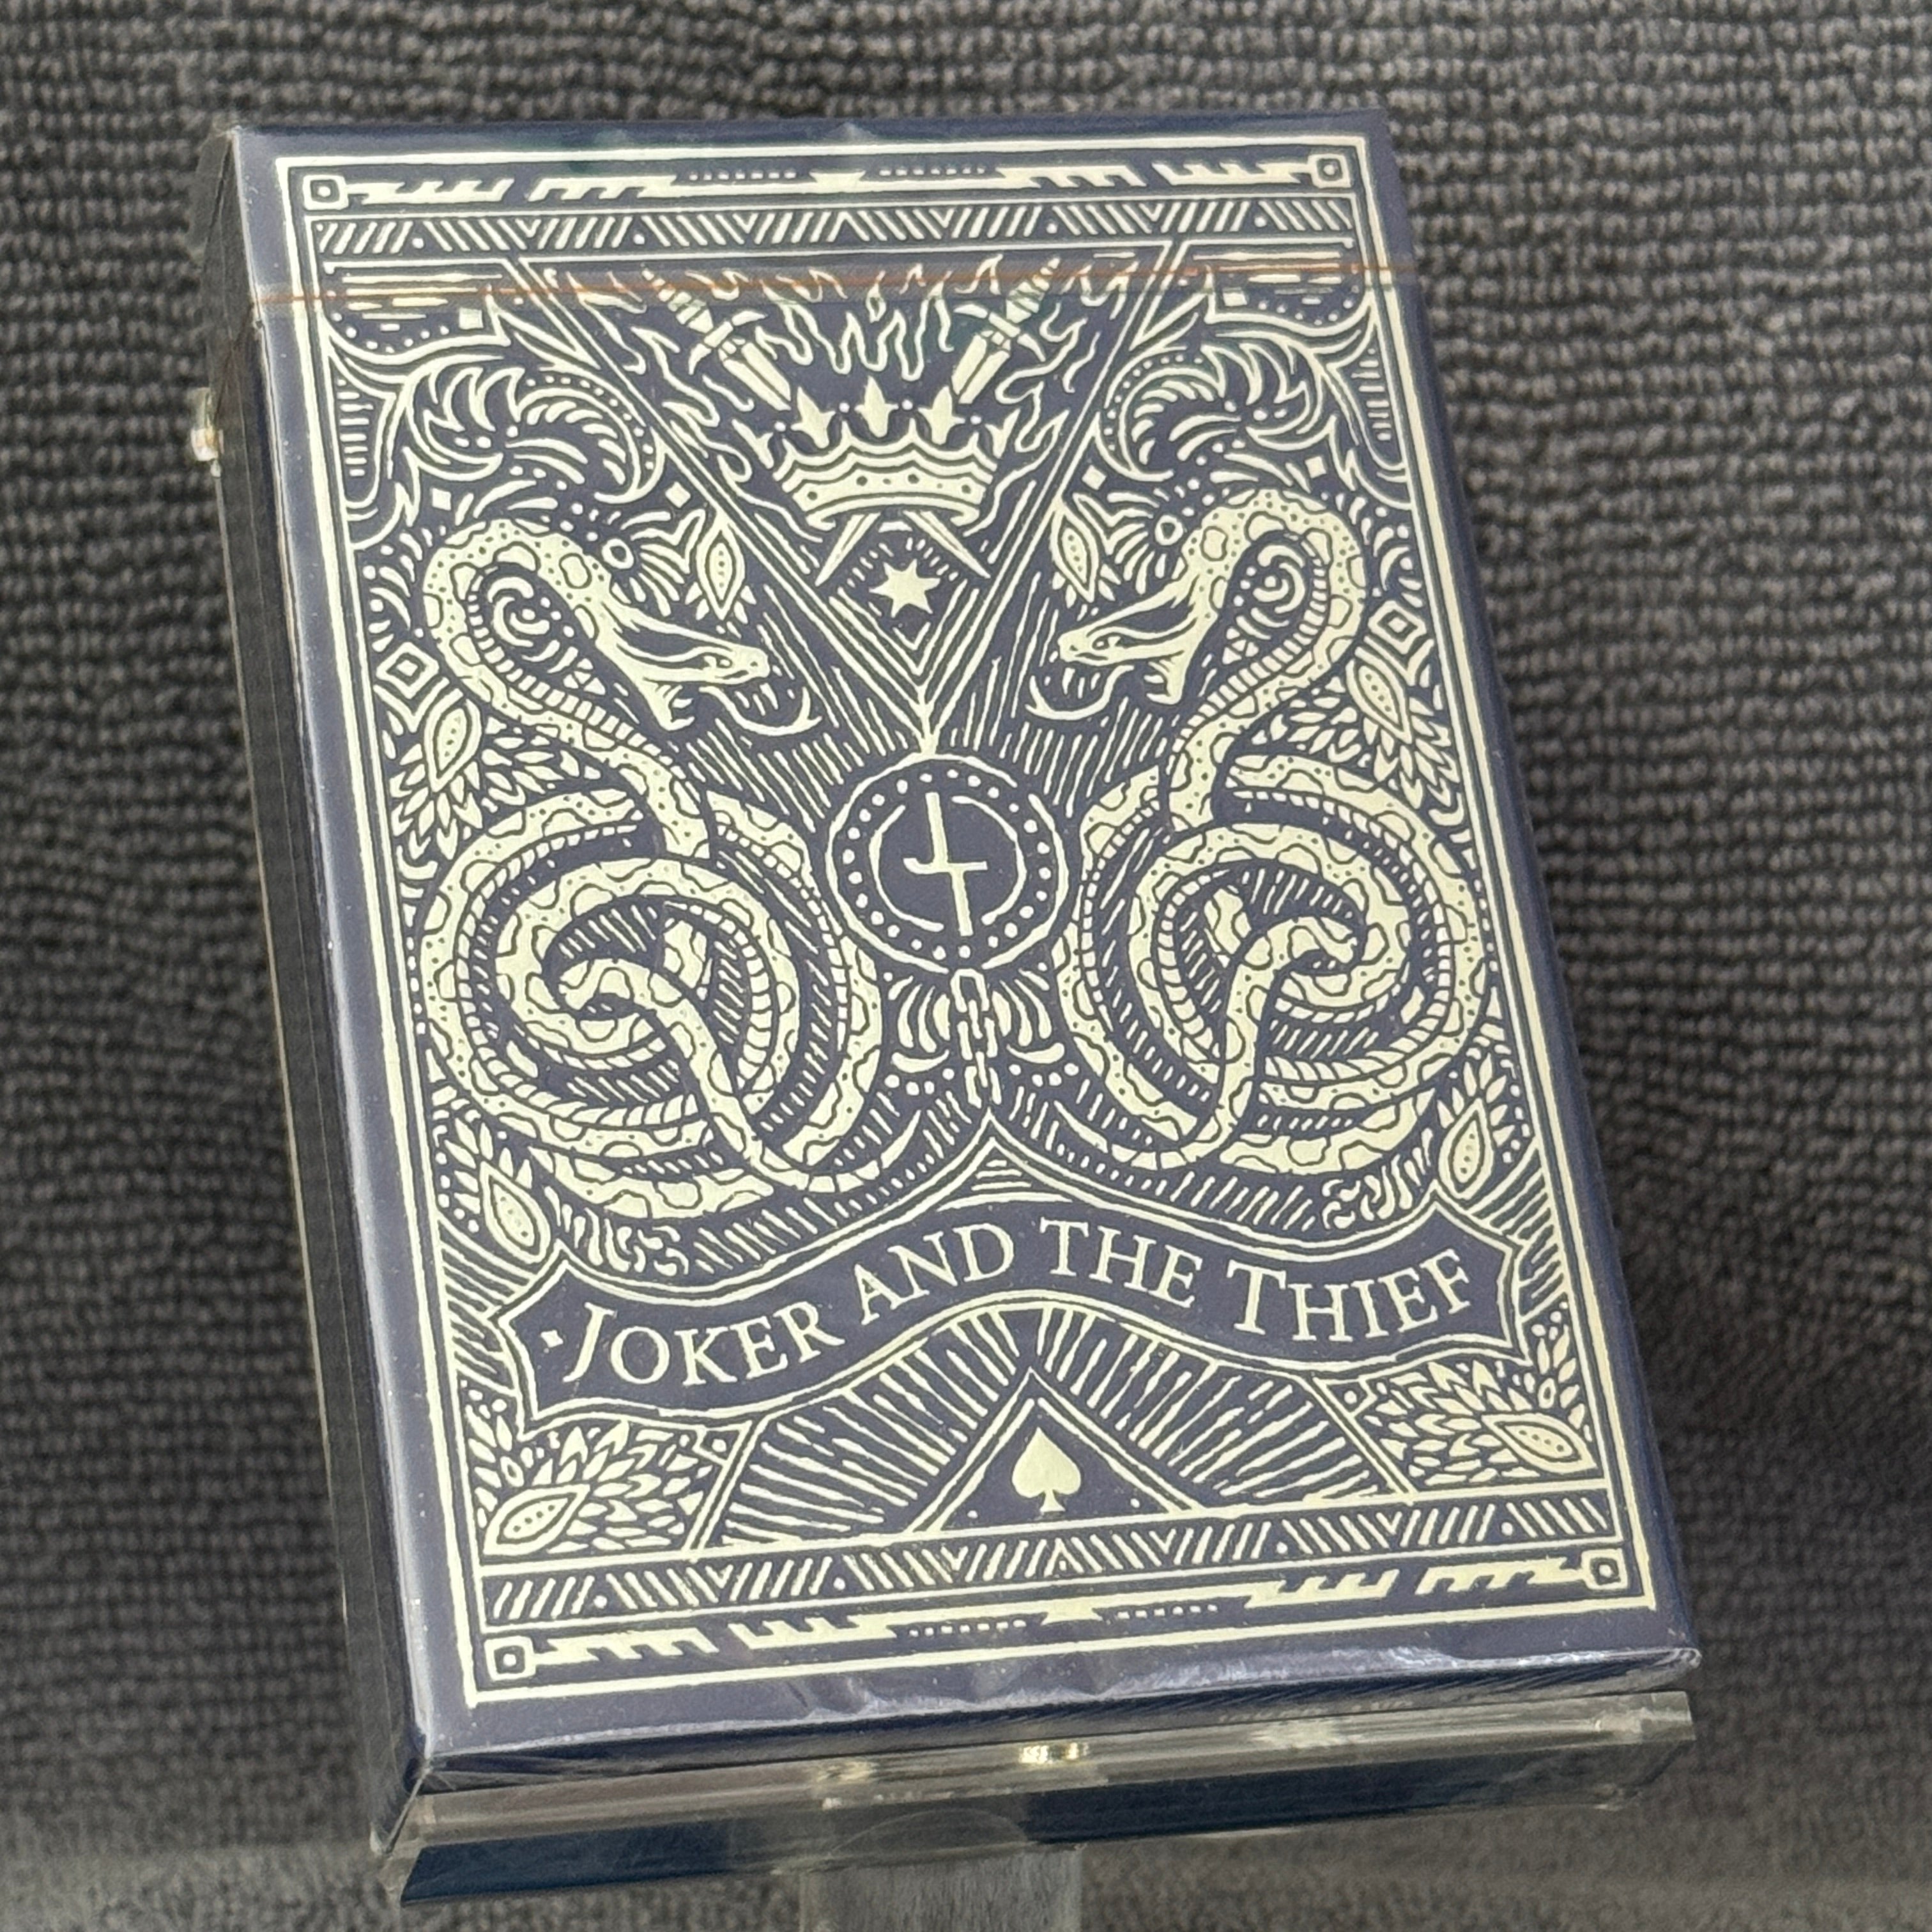 JOKER AND THE THIEF